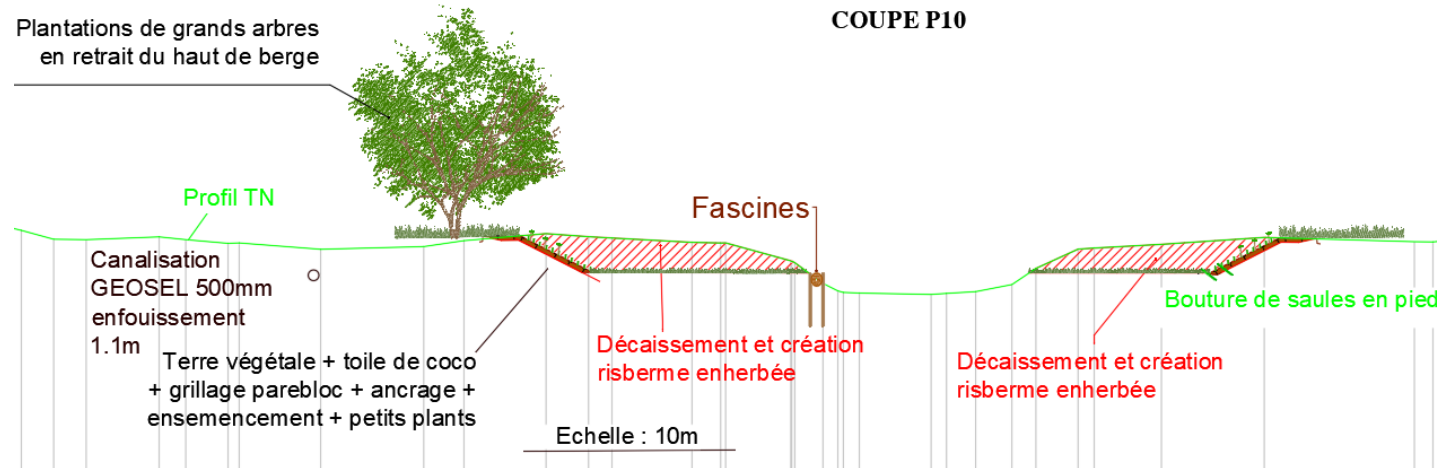 COUPE P10
Plantations de grands arbres
en retrait du haut de berge
Profil TN
Fascines
Canalisation
GEOSEL 500mm
enfouissement
1.1m
Bouture de saules en pied
Terre végétale + toile de coco
+ grillage parebloc + ancrage +
ensemencement + petits plants
Décaissement et création
risberme enherbée
Décaissement et création
risberme enherbée
Echelle : 10m